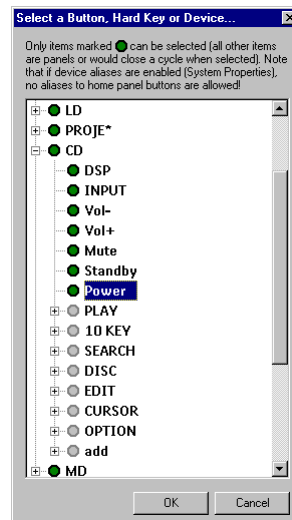 Select a Button, Hard Key or Device...
Only items marked can be selected (all other items
are panels or would close a cycle when selected). Note
that if device aliases are enabled (System Properties),
no aliases to home panel buttons are allowed!
LD
PROJE*
CD
DSP
INPUT
Vol-
Vol+
Mute
Standby
Power
PLAY
10 KEY
SEARCH
DISC
EDIT
CURSOR
OPTION
add
MD
OK Cancel